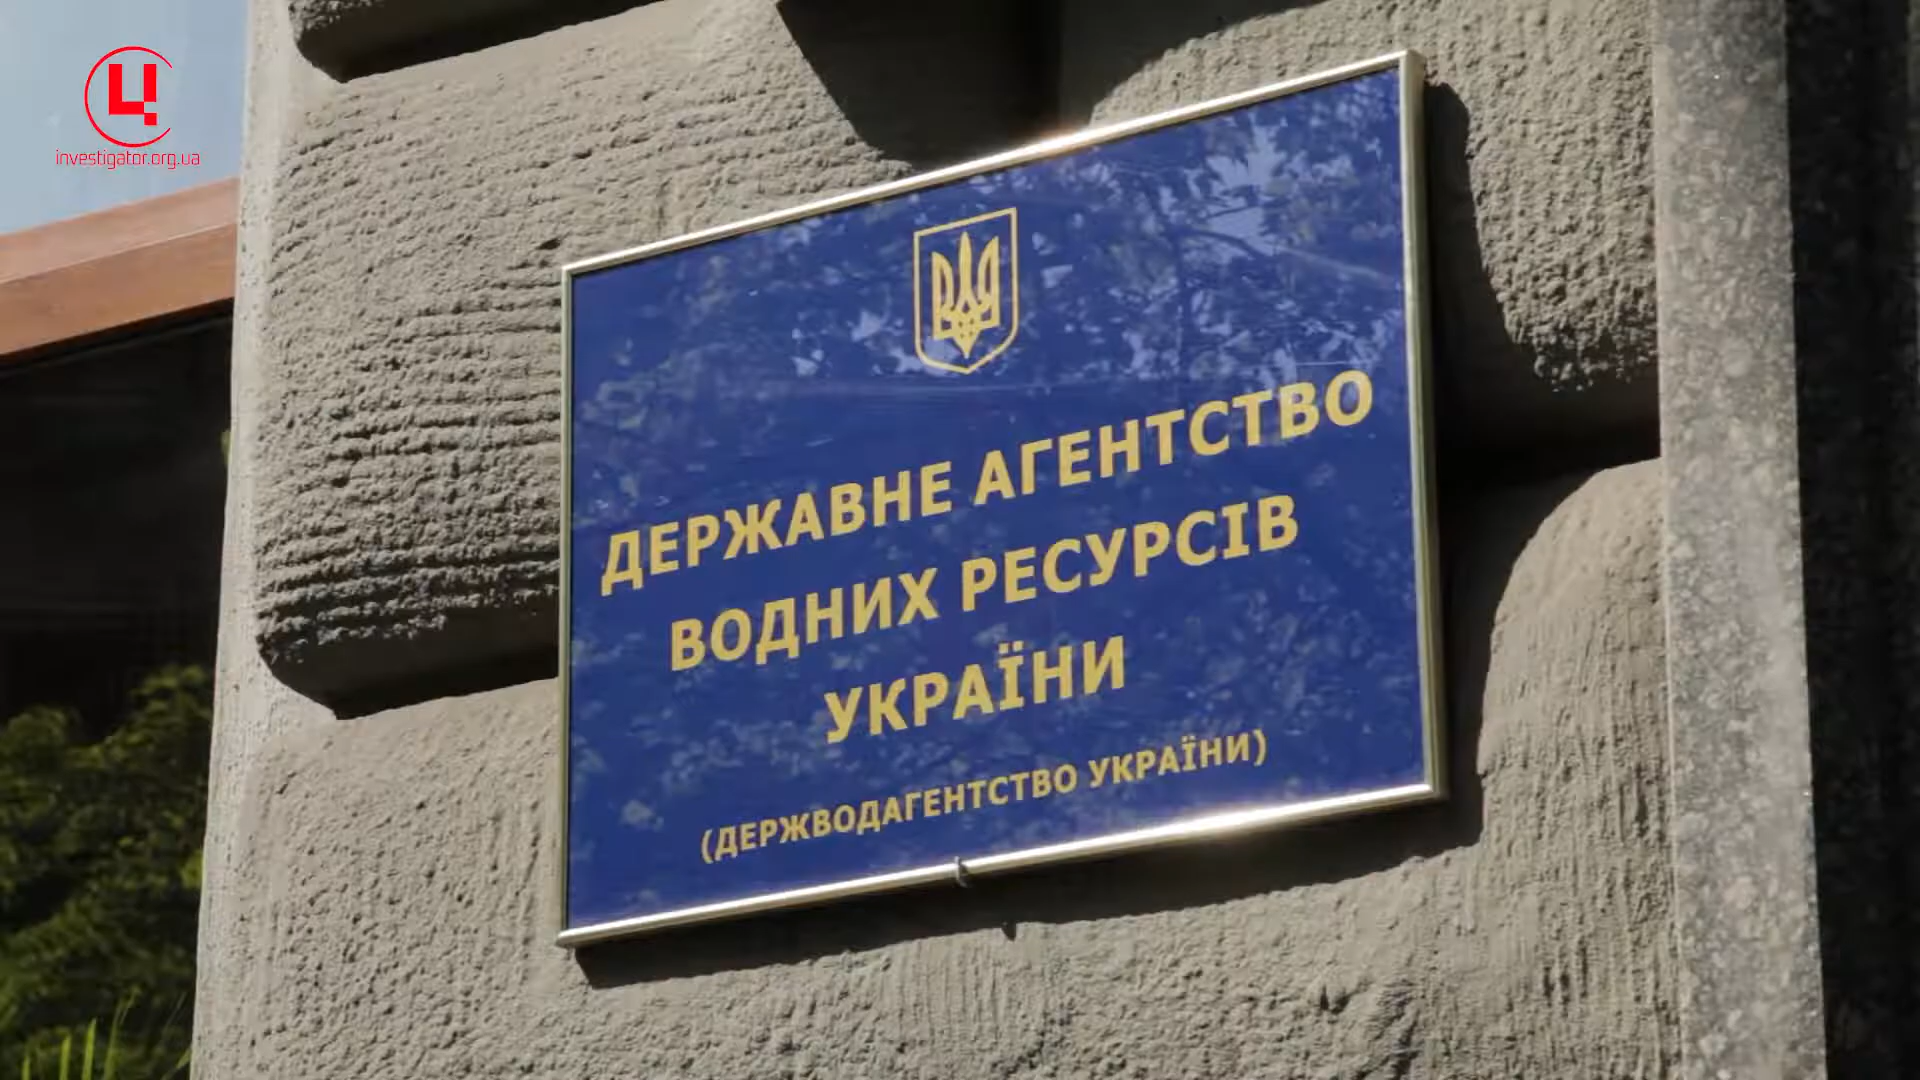 Ц
investigator.org.ua
ДЕРЖАВНЕ АГЕНТСТВО
ВОДНИХ РЕСУРСІВ
УКРАЇНИ
(ДЕРЖВОДАГЕНТСТВО УКРАЇНИ)